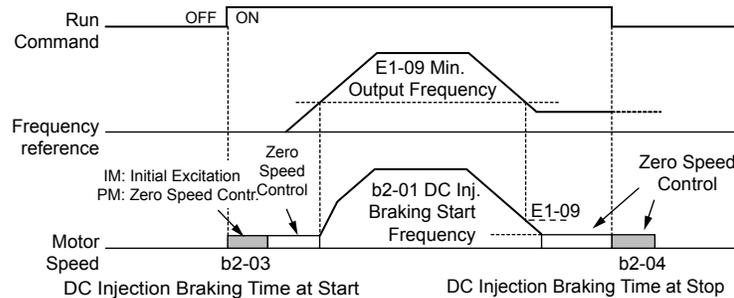 Run
Command
OFF
ON
E1-09 Min.
Output Frequency
Frequency
reference
Zero
Speed
Control
IM: Initial Excitation
PM: Zero Speed Contr.
b2-01 DC Inj.
Braking Start
Frequency
E1-09
Zero Speed
Control
Motor
Speed
b2-03
b2-04
DC Injection Braking Time at Start
DC Injection Braking Time at Stop